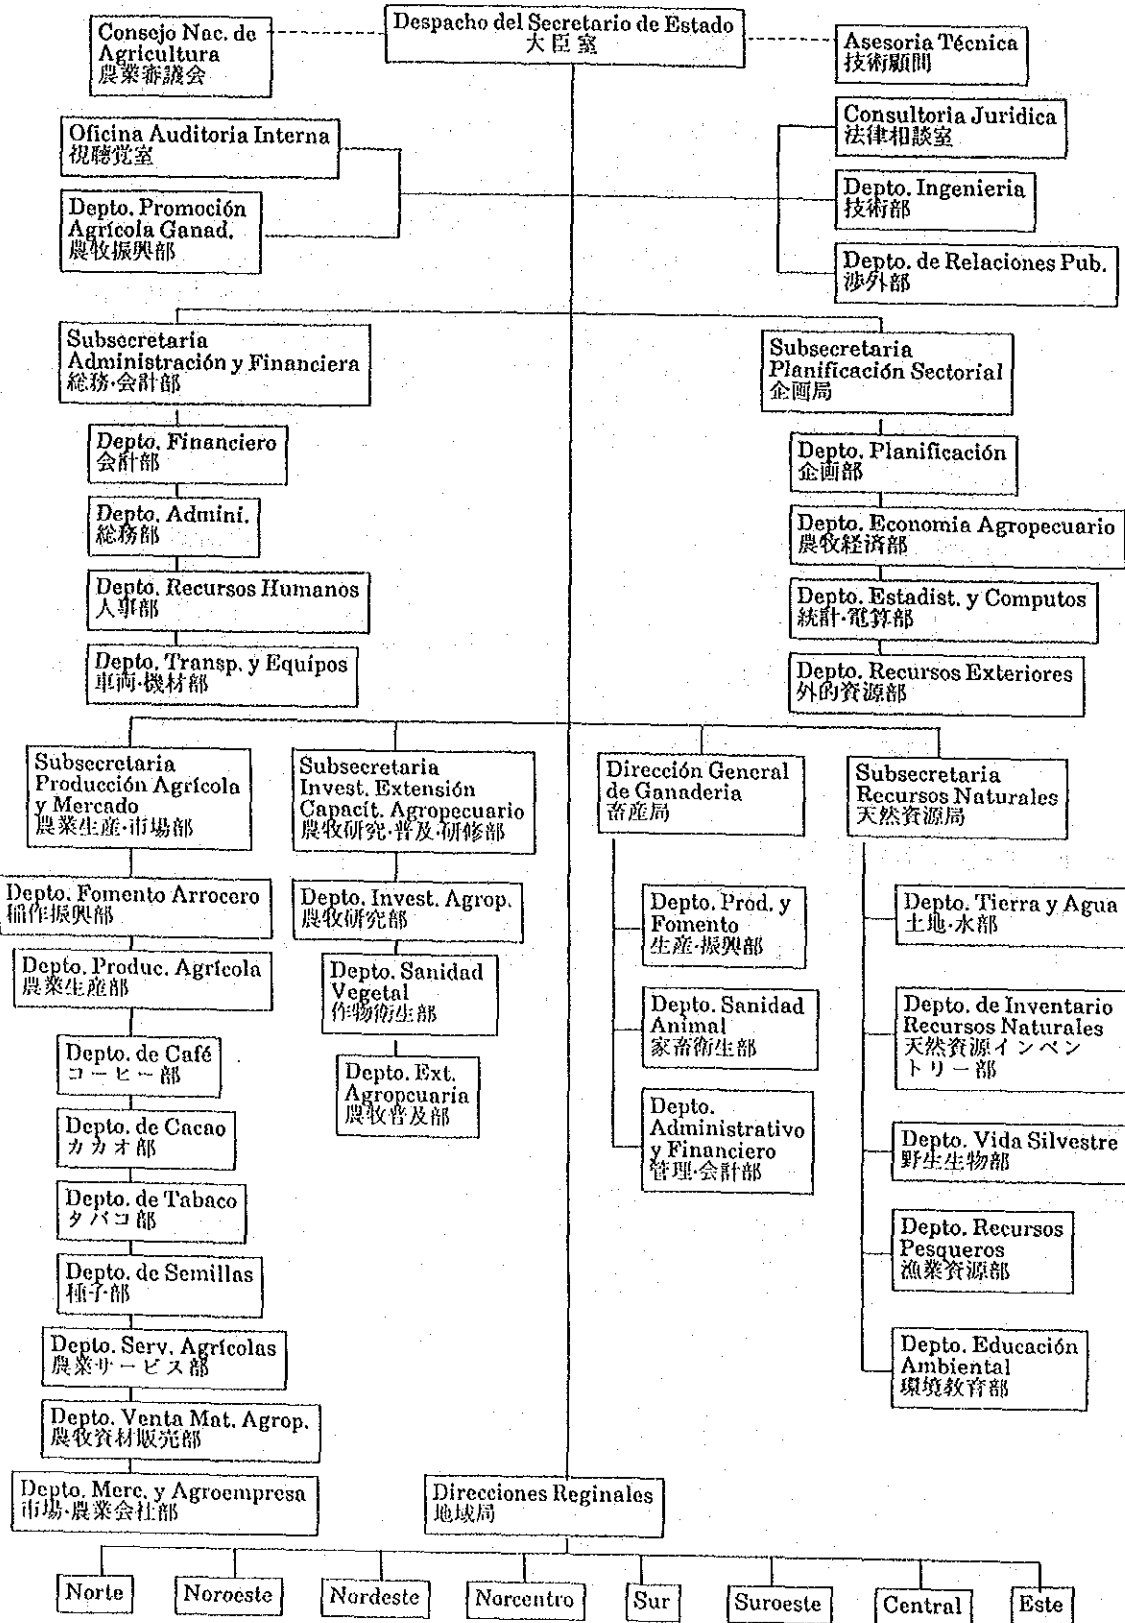 Despacho del Secretario de Estado
大臣室
Consejo Nac. de
Agricultura
農業審議会
Asesoria Técnica
技術顧問
Oficina Auditoria Interna
視聴覚室
Depto. Promoción
Agrícola Ganad.
農牧振興部
Consultoria Juridica
法律相談室
Depto. Ingenieria
技術部
Depto. de Relaciones Pub.
渉外部
Subsecretaria
Administración y Financiera
総務·会計部
Depto. Financiero
会計部
Depto. Admini.
総務部
Depto. Recursos Humanos
人事部
Depto. Transp. y Equipos
車両·機材部
Subsecretaria
Planificación Sectorial
企画局
Depto. Planificación
企画部
Depto. Economia Agropecuario
農牧経済部
Depto. Estadist. y Computos
統計·電算部
Depto. Recursos Exteriores
外的資源部
Subsecretaria
Producción Agrícola
y Mercado
農業生産·市場部
Depto. Fomento Arrocero
稲作振興部
Depto. Produc. Agrícola
農業生産部
Depto. de Café
コーヒー部
Depto. de Cacao
カカオ部
Depto. de Tabaco
タバコ部
Depto. de Semillas
種子部
Depto. Serv. Agrícolas
農業サービス部
Depto. Venta Mat. Agrop.
農牧資材販売部
Depto. Merc. y Agroempresa
市場·農業会社部
Subsecretaria
Invest. Extensión
Capacit. Agropecuario
農牧研究·普及·研修部
Depto. Invest. Agrop.
農牧研究部
Depto. Sanidad
Vegetal
作物衛生部
Depto. Ext.
Agropcuaria
農牧普及部
Dirección General
de Ganaderia
畜産局
Depto. Prod. y
Fomento
生産·振興部
Depto. Sanidad
Animal
家畜衛生部
Depto.
Administrativo
y Financiero
管理·会計部
Subsecretaria
Recursos Naturales
天然資源局
Depto. Tierra y Agua
土地·水部
Depto. de Inventario
Recursos Naturales
天然資源インベン
トリー部
Depto. Vida Silvestre
野生生物部
Depto. Recursos
Pesqueros
漁業資源部
Depto. Educación
Ambiental
環境教育部
Direcciones Reginales
地域局
Norte
Noroeste
Nordeste
Norcentro
Sur
Suroeste
Central
Este